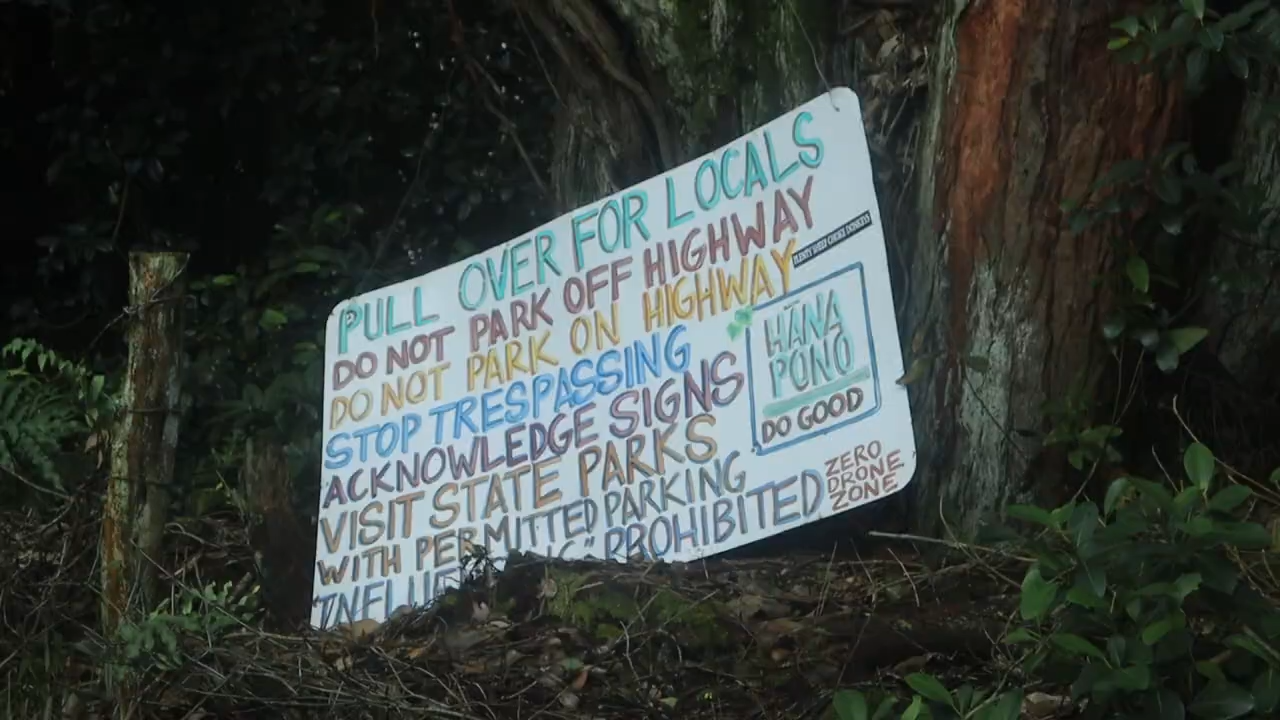 PULL OVER FOR LOCALS
DO NOT PARK OFF HIGHWAY
DO NOT PARK ON HIGHWAY
STOP TRESPASSING
ACKNOWLEDGE SIGNS
VISIT STATE PARKS
WITH PERMITTED PARKING
PROHIBITED
HĀNA
PONO
DO GOOD
ZERO
DRONE
ZONE